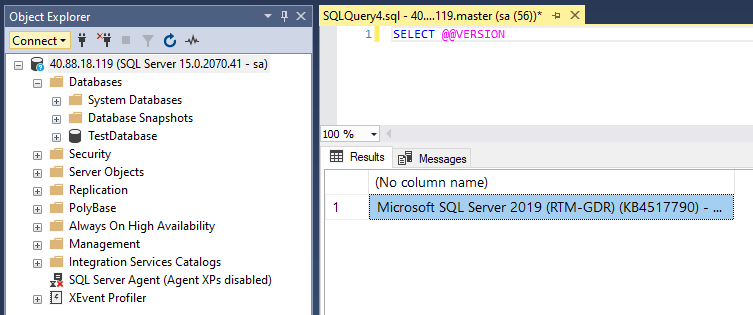 Object Explorer
Connect
40.88.18.119 (SQL Server 15.0.2070.41 - sa)
Databases
System Databases
Database Snapshots
TestDatabase
Security
Server Objects
Replication
PolyBase
Always On High Availability
Management
Integration Services Catalogs
SQL Server Agent (Agent XPs disabled)
XEvent Profiler
SQLQuery4.sql - 40....119.master (sa (56))*
1 SELECT @@VERSION
100 %
Results Messages
(No column name)
1 Microsoft SQL Server 2019 (RTM-GDR) (KB4517790) - ...